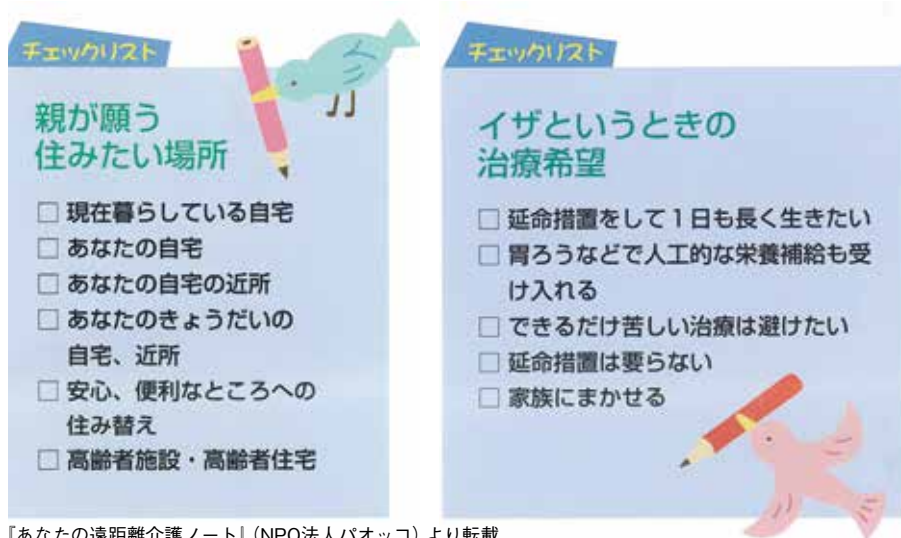 チェックリスト
親が願う
住みたい場所
□ 現在暮らしている自宅
□ あなたの自宅
□ あなたの自宅の近所
□ あなたのきょうだいの
自宅、近所
□ 安心、便利なところへの
住み替え
□ 高齢者施設・高齢者住宅
チェックリスト
イザというときの
治療希望
□ 延命措置をして1日も長く生きたい
□ 胃ろうなどで人工的な栄養補給も受
け入れる
□ できるだけ苦しい治療は避けたい
□ 延命措置は要らない
□ 家族にまかせる
『あなたの遠距離介護ノート』(NPO法人パオッコ)より転載